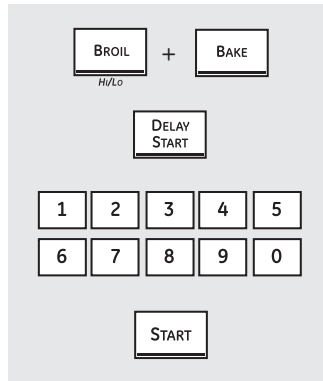 BROIL + BAKE
HI/LO
DELAY
START
1 2 3 4 5
6 7 8 9 0
START